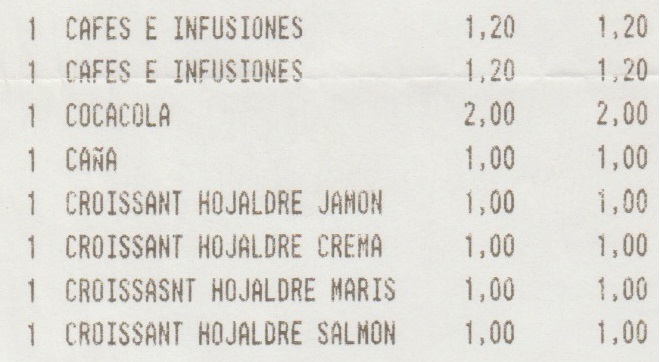 1 CAFES E INFUSIONES 1,20 1,20
1 CAFES E INFUSIONES 1,20 1,20
1 COCACOLA 2,00 2,00
1 CAÑA 1,00 1,00
1 CROISSANT HOJALDRE JAMON 1,00 1,00
1 CROISSANT HOJALDRE CREMA 1,00 1,00
1 CROISSASNT HOJALDRE MARIS 1,00 1,00
1 CROISSANT HOJALDRE SALMON 1,00 1,00